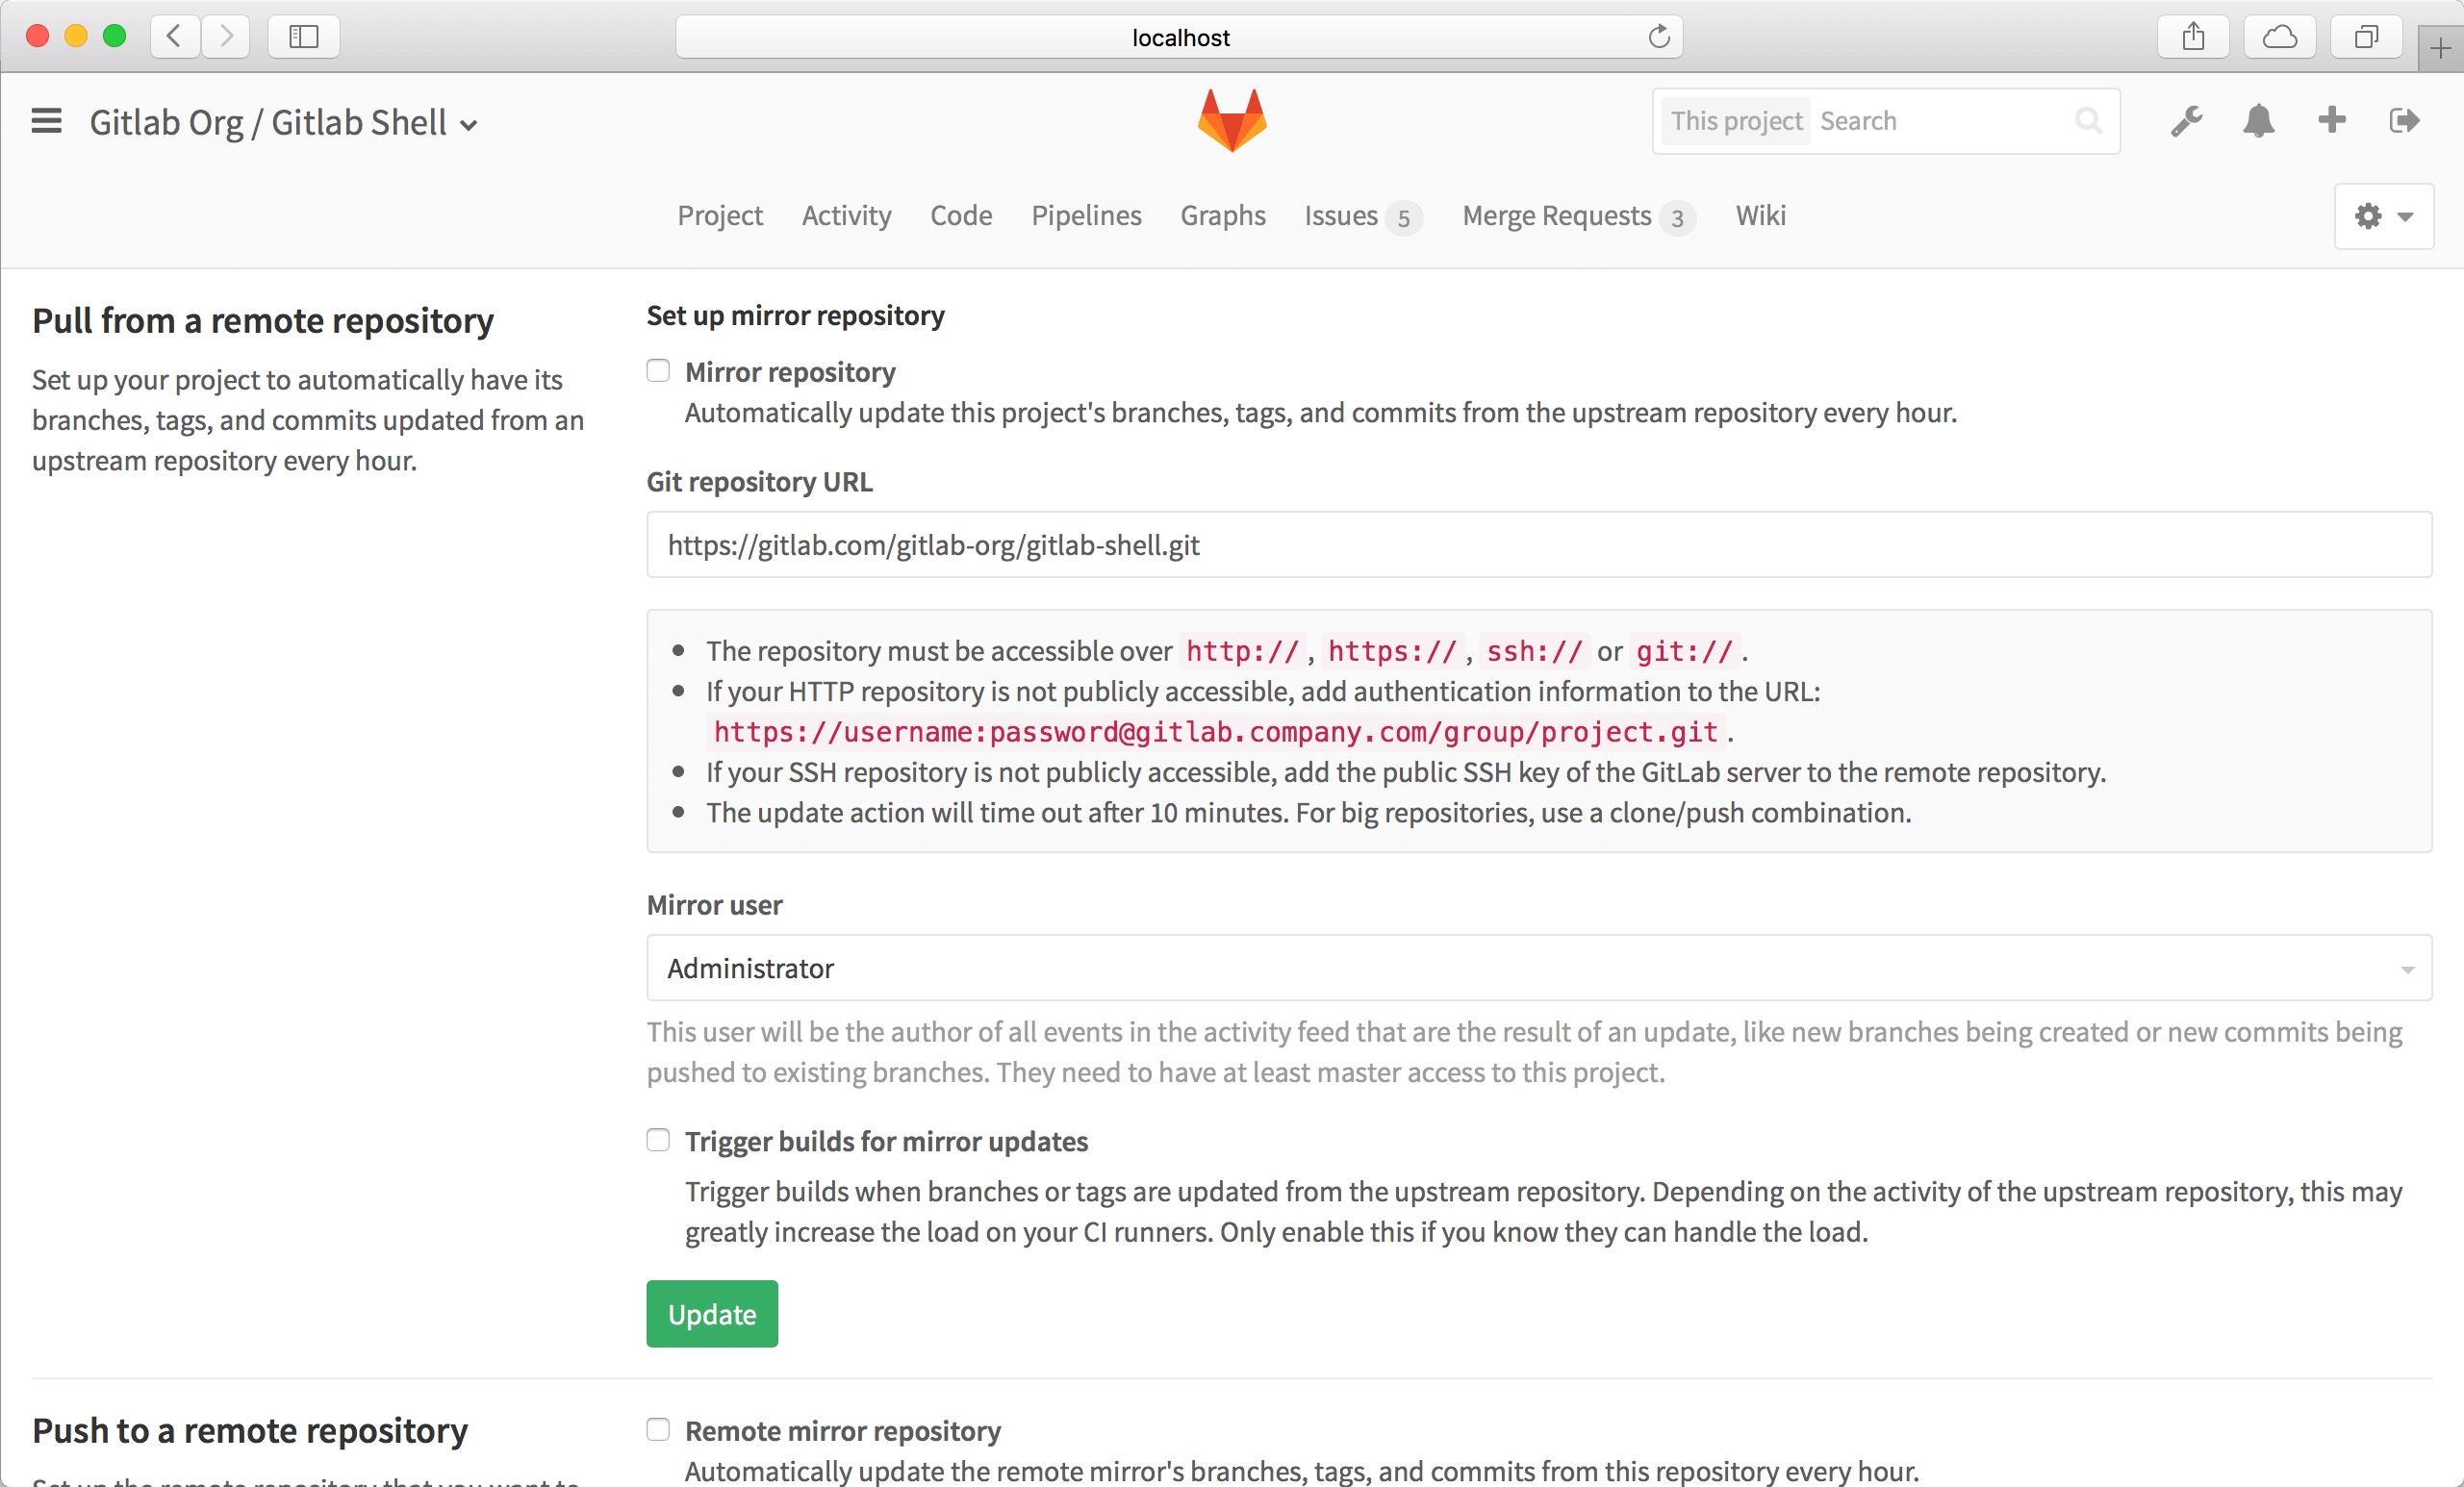 localhost
Gitlab Org / Gitlab Shell
This project Search
Project Activity Code Pipelines Graphs Issues 5 Merge Requests 3 Wiki
Pull from a remote repository
Set up your project to automatically have its
branches, tags, and commits updated from an
upstream repository every hour.
Set up mirror repository
Mirror repository
Automatically update this project's branches, tags, and commits from the upstream repository every hour.
Git repository URL
https://gitlab.com/gitlab-org/gitlab-shell.git
• The repository must be accessible over http://, https://, ssh:// or git://.
• If your HTTP repository is not publicly accessible, add authentication information to the URL:
https://username:password@gitlab.company.com/group/project.git.
• If your SSH repository is not publicly accessible, add the public SSH key of the GitLab server to the remote repository.
• The update action will time out after 10 minutes. For big repositories, use a clone/push combination.
Mirror user
Administrator
This user will be the author of all events in the activity feed that are the result of an update, like new branches being created or new commits being
pushed to existing branches. They need to have at least master access to this project.
Trigger builds for mirror updates
Trigger builds when branches or tags are updated from the upstream repository. Depending on the activity of the upstream repository, this may
greatly increase the load on your CI runners. Only enable this if you know they can handle the load.
Update
Push to a remote repository
Set up the remote repository that you want to
Remote mirror repository
Automatically update the remote mirror's branches, tags, and commits from this repository every hour.